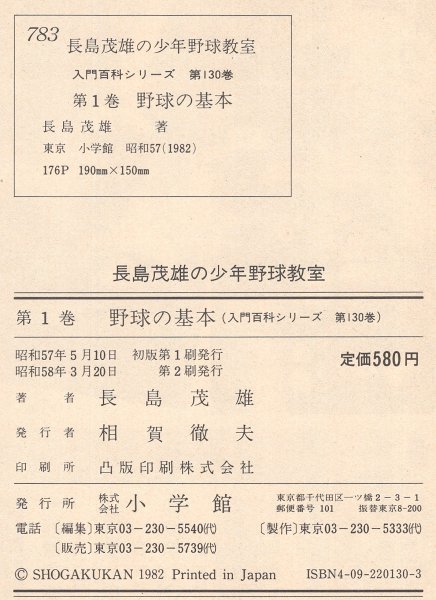 783 長島茂雄の少年野球教室
入門百科シリーズ 第130巻
第1巻 野球の基本
長島茂雄 著
東京 小学館 昭和57(1982)
176P 190mm×150mm
長島茂雄の少年野球教室
第1巻 野球の基本(入門百科シリーズ 第130巻)
昭和57年5月10日 初版第1刷発行
昭和58年3月20日 第2刷発行
定価580円
著者 長島茂雄
発行者 相賀徹夫
印刷所 凸版印刷株式会社
発行所 株式会社 小学館
東京都千代田区一ツ橋2-3-1
郵便番号 101 振替東京8-200
電話 〔編集〕東京03-230-5540㈹ 〔製作〕東京03-230-5333㈹
〔販売〕東京03-230-5739㈹
© SHOGAKUKAN 1982 Printed in Japan ISBN4-09-220130-3